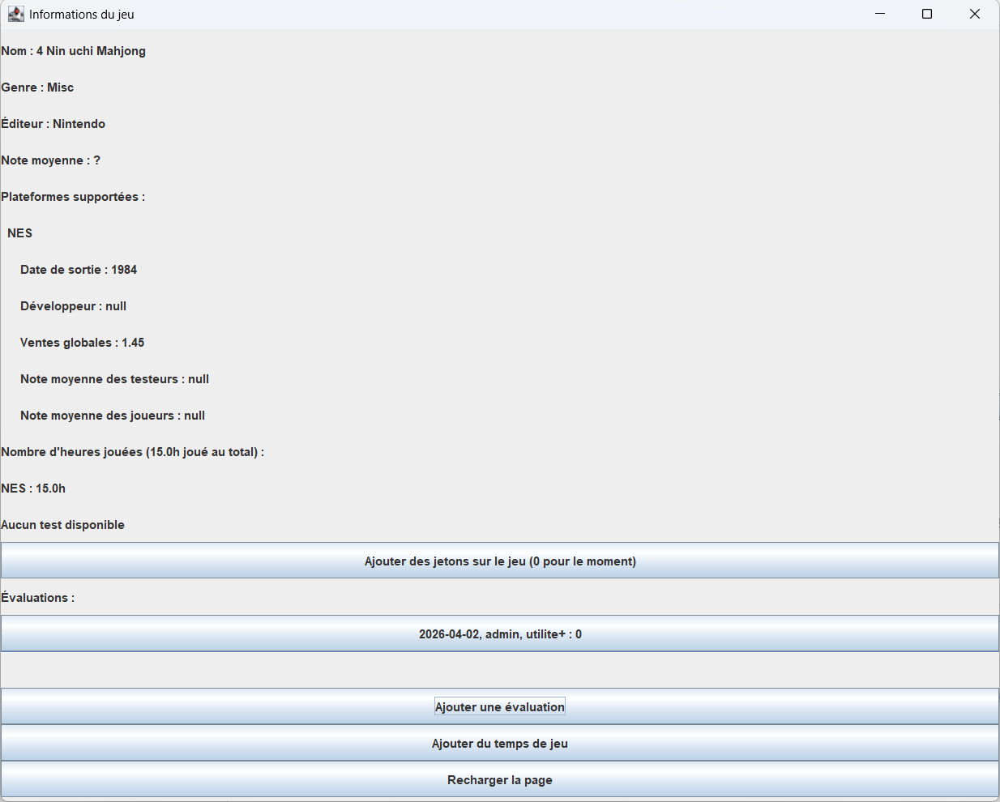 Informations du jeu
Nom : 4 Nin uchi Mahjong
Genre : Misc
Éditeur : Nintendo
Note moyenne : ?
Plateformes supportées :
NES
Date de sortie : 1984
Développeur : null
Ventes globales : 1.45
Note moyenne des testeurs : null
Note moyenne des joueurs : null
Nombre d'heures jouées (15.0h joué au total) :
NES : 15.0h
Aucun test disponible
Ajouter des jetons sur le jeu (0 pour le moment)
Évaluations :
2026-04-02, admin, utilite+ : 0
Ajouter une évaluation
Ajouter du temps de jeu
Recharger la page